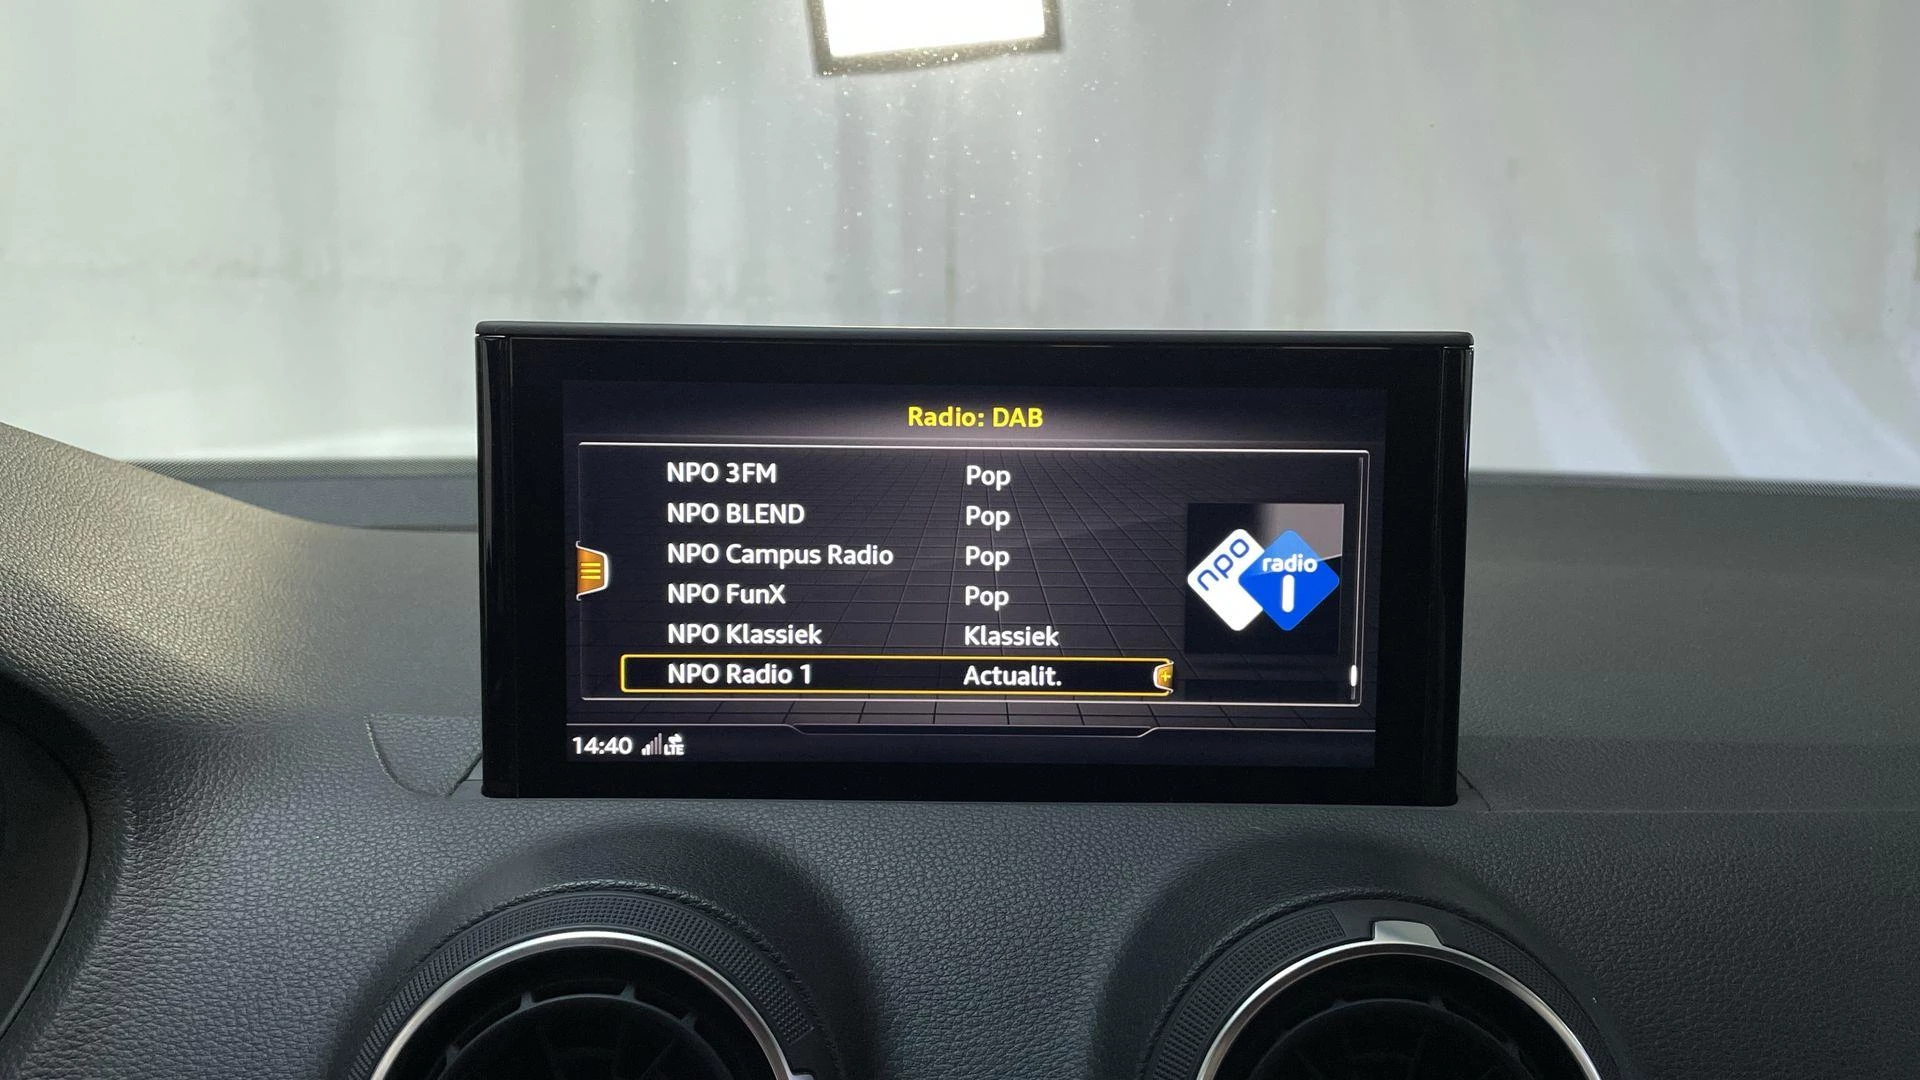 Radio: DAB
NPO 3FM Pop
NPO BLEND Pop
NPO Campus Radio Pop
NPO FunX Pop
NPO Klassiek Klassiek
NPO Radio 1 Actualit.
npo radio 1
14:40 LTE